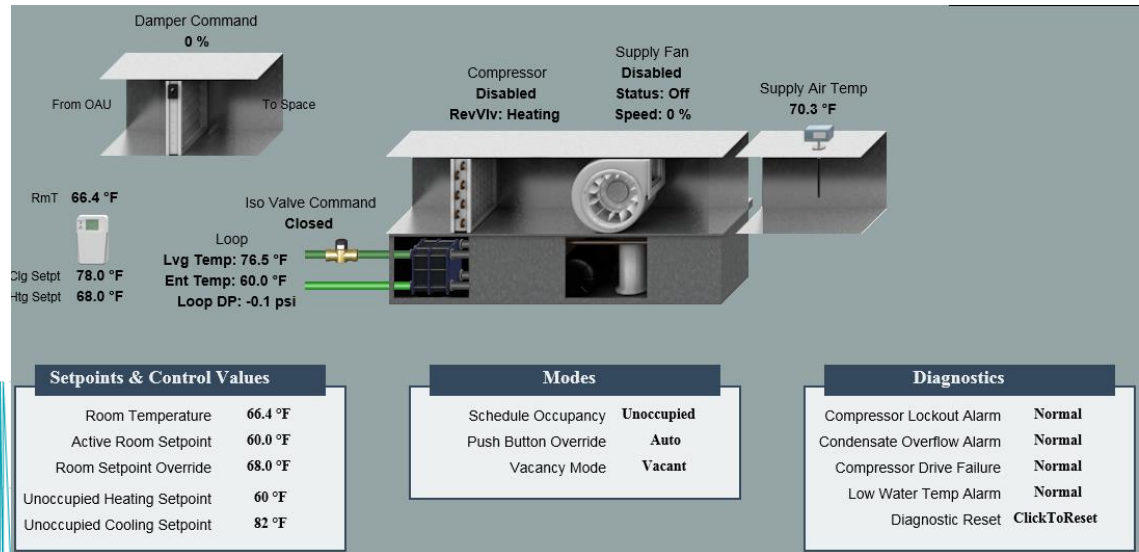 Damper Command
0 %
From OAU
To Space
Compressor
Disabled
RevVlv: Heating
Supply Fan
Disabled
Status: Off
Speed: 0 %
Supply Air Temp
70.3 °F
RmT 66.4 °F
Clg Setpt 78.0 °F
Htg Setpt 68.0 °F
Iso Valve Command
Closed
Loop
Lvg Temp: 76.5 °F
Ent Temp: 60.0 °F
Loop DP: -0.1 psi
Setpoints & Control Values
Room Temperature 66.4 °F
Active Room Setpoint 60.0 °F
Room Setpoint Override 68.0 °F
Unoccupied Heating Setpoint 60 °F
Unoccupied Cooling Setpoint 82 °F
Modes
Schedule Occupancy Unoccupied
Push Button Override Auto
Vacancy Mode Vacant
Diagnostics
Compressor Lockout Alarm Normal
Condensate Overflow Alarm Normal
Compressor Drive Failure Normal
Low Water Temp Alarm Normal
Diagnostic Reset ClickToReset